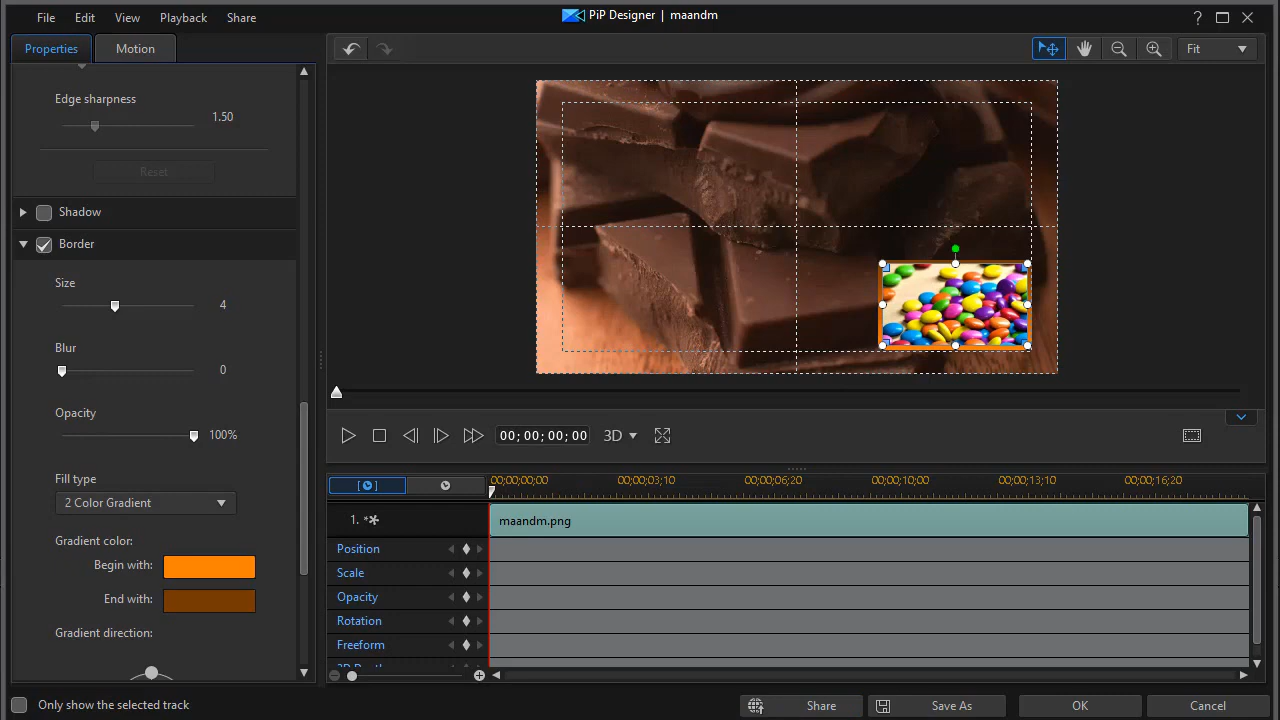 File Edit View Playback Share
PiP Designer | maandm
?
Properties Motion
Fit
Edge sharpness
1.50
Reset
Shadow
Border
Size
4
Blur
0
Opacity
100%
Fill type
2 Color Gradient
Gradient color:
Begin with:
End with:
Gradient direction:
00; 00; 00; 00
3D
00;00;00;00 00;00;03;10 00;00;06;20 00;00;10;00 00;00;13;10 00;00;16;20
1.
maandm.png
Position
Scale
Opacity
Rotation
Freeform
Only show the selected track
Share Save As OK Cancel